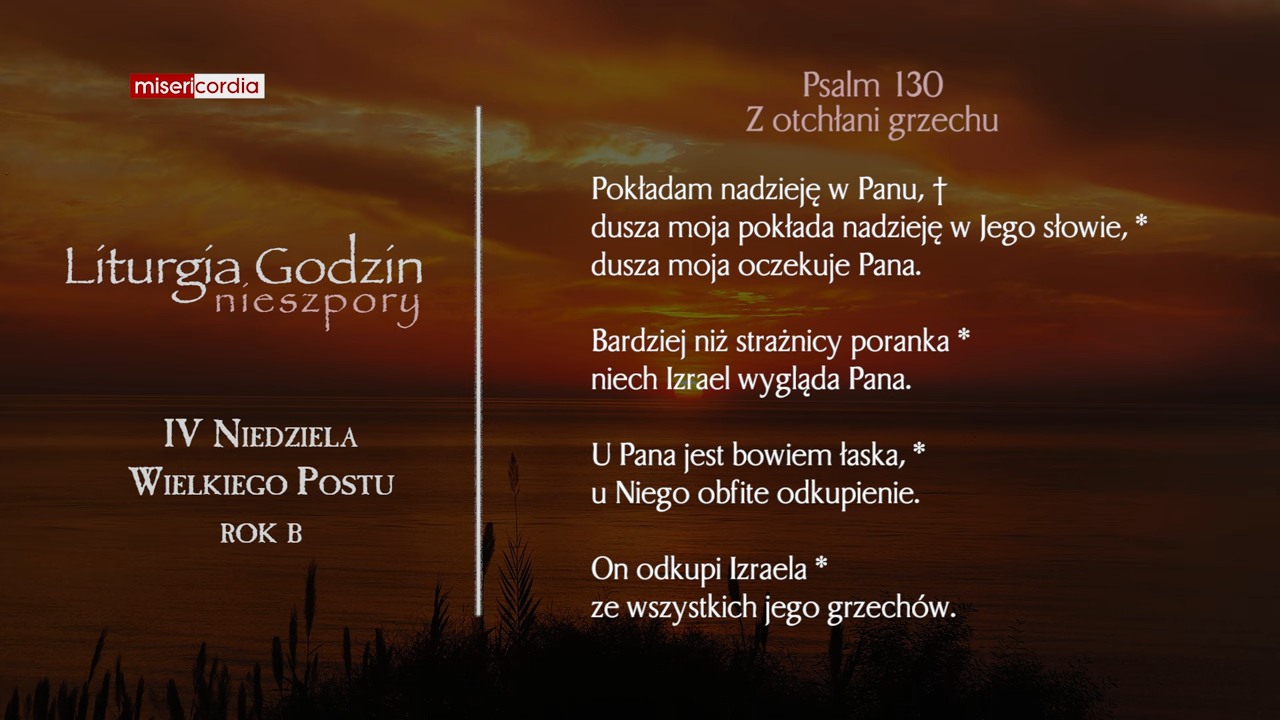 misericordia
Liturgia Godzin
nieszpory
IV Niedziela
Wielkiego Postu
rok B
Psalm 130
Z otchłani grzechu
Pokładam nadzieję w Panu, †
dusza moja pokłada nadzieję w Jego słowie, *
dusza moja oczekuje Pana.
Bardziej niż strażnicy poranka *
niech Izrael wygląda Pana.
U Pana jest bowiem łaska, *
u Niego obfite odkupienie.
On odkupi Izraela *
ze wszystkich jego grzechów.